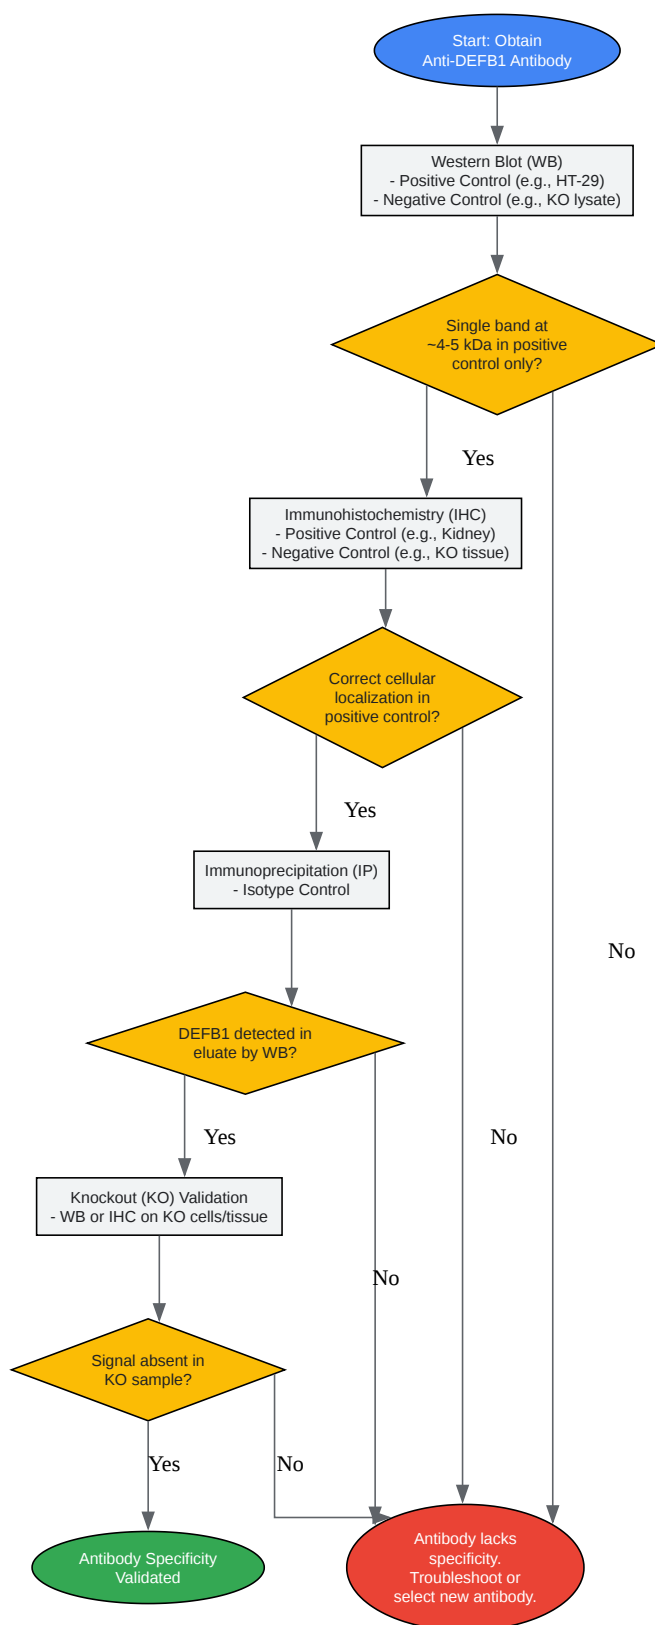 Start: Obtain
Anti-DEFB1 Antibody
Western Blot (WB)
- Positive Control (e.g., HT-29)
- Negative Control (e.g., KO lysate)
Single band at
~4-5 kDa in positive
control only?
Yes
Immunohistochemistry (IHC)
- Positive Control (e.g., Kidney)
- Negative Control (e.g., KO tissue)
Correct cellular
localization in
positive control?
Yes
Immunoprecipitation (IP)
- Isotype Control
No
DEFB1 detected in
eluate by WB?
Yes
No
Knockout (KO) Validation
- WB or IHC on KO cells/tissue
No
Signal absent in
KO sample?
Yes
No
Antibody Specificity
Validated
Antibody lacks
specificity.
Troubleshoot or
select new antibody.